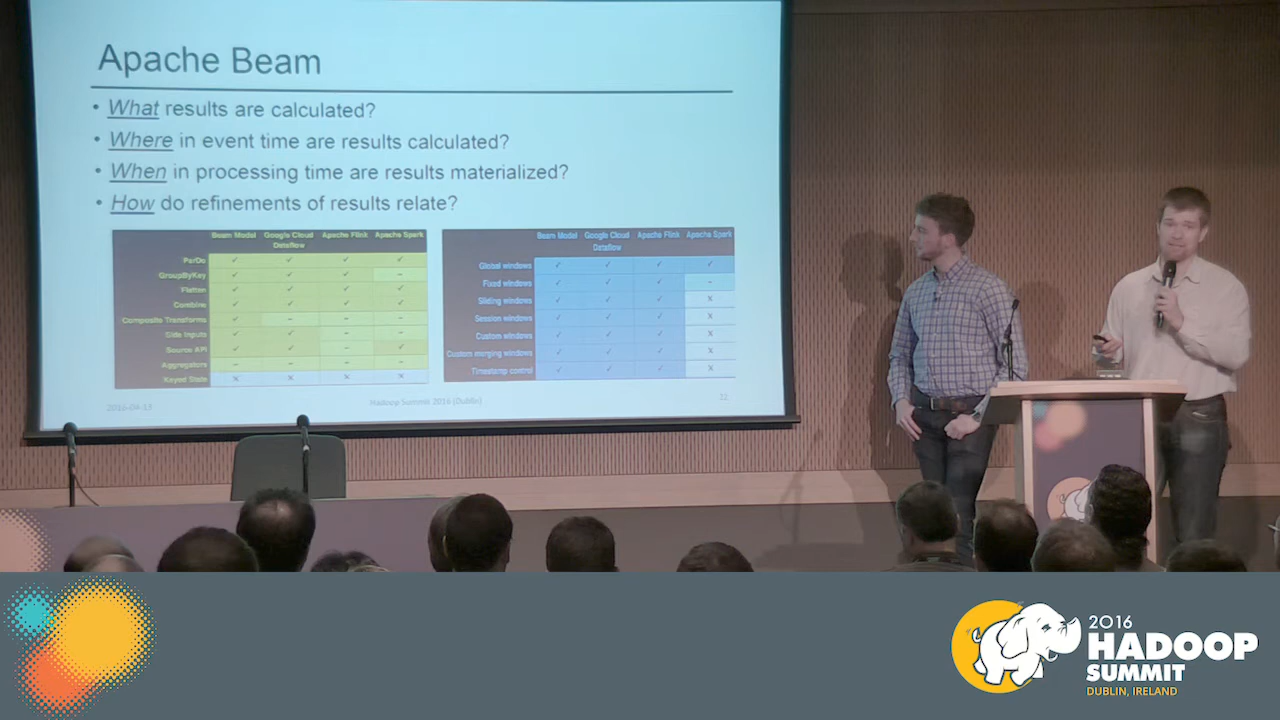 Apache Beam
• What results are calculated?
• Where in event time are results calculated?
• When in processing time are results materialized?
• How do refinements of results relate?
Beam Model Google Cloud Dataflow Apache Flink Apache Spark
ParDo ✓ ✓ ✓ ✓
GroupByKey ✓ ✓ ✓ ~
Flatten ✓ ✓ ✓ ✓
Combine ✓ ✓ ✓ ✓
Composite Transforms ✓ ~ ~ ~
Side Inputs ✓ ✓ ~ ~
Source API ✓ ✓ ~ ✓
Aggregators ~ ~ ~ ~
Keyed State X X X X
Beam Model Google Cloud Dataflow Apache Flink Apache Spark
Global windows ✓ ✓ ✓ ✓
Fixed windows ✓ ✓ ✓ ~
Sliding windows ✓ ✓ ✓ X
Session windows ✓ ✓ ✓ X
Custom windows ✓ ✓ ✓ X
Custom merging windows ✓ ✓ ✓ X
Timestamp control ✓ ✓ ✓ X
2016-04-13
Hadoop Summit 2016 (Dublin)
2016
HADOOP
SUMMIT
DUBLIN, IRELAND